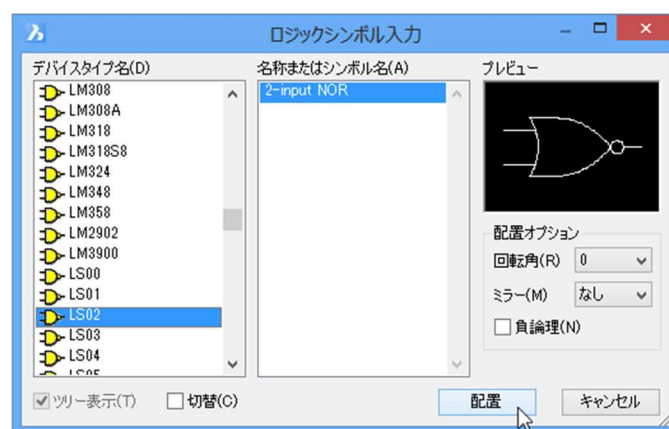 ロジックシンボル入力
デバイスタイプ名(D)
LM308
LM308A
LM318
LM318S8
LM324
LM348
LM358
LM2902
LM3900
LS00
LS01
LS02
LS03
LS04
LS05
名称またはシンボル名(A)
2-input NOR
プレビュー
配置オプション
回転角(R) 0
ミラー(M) なし
負論理(N)
ツリー表示(T) 切替(C) 配置 キャンセル